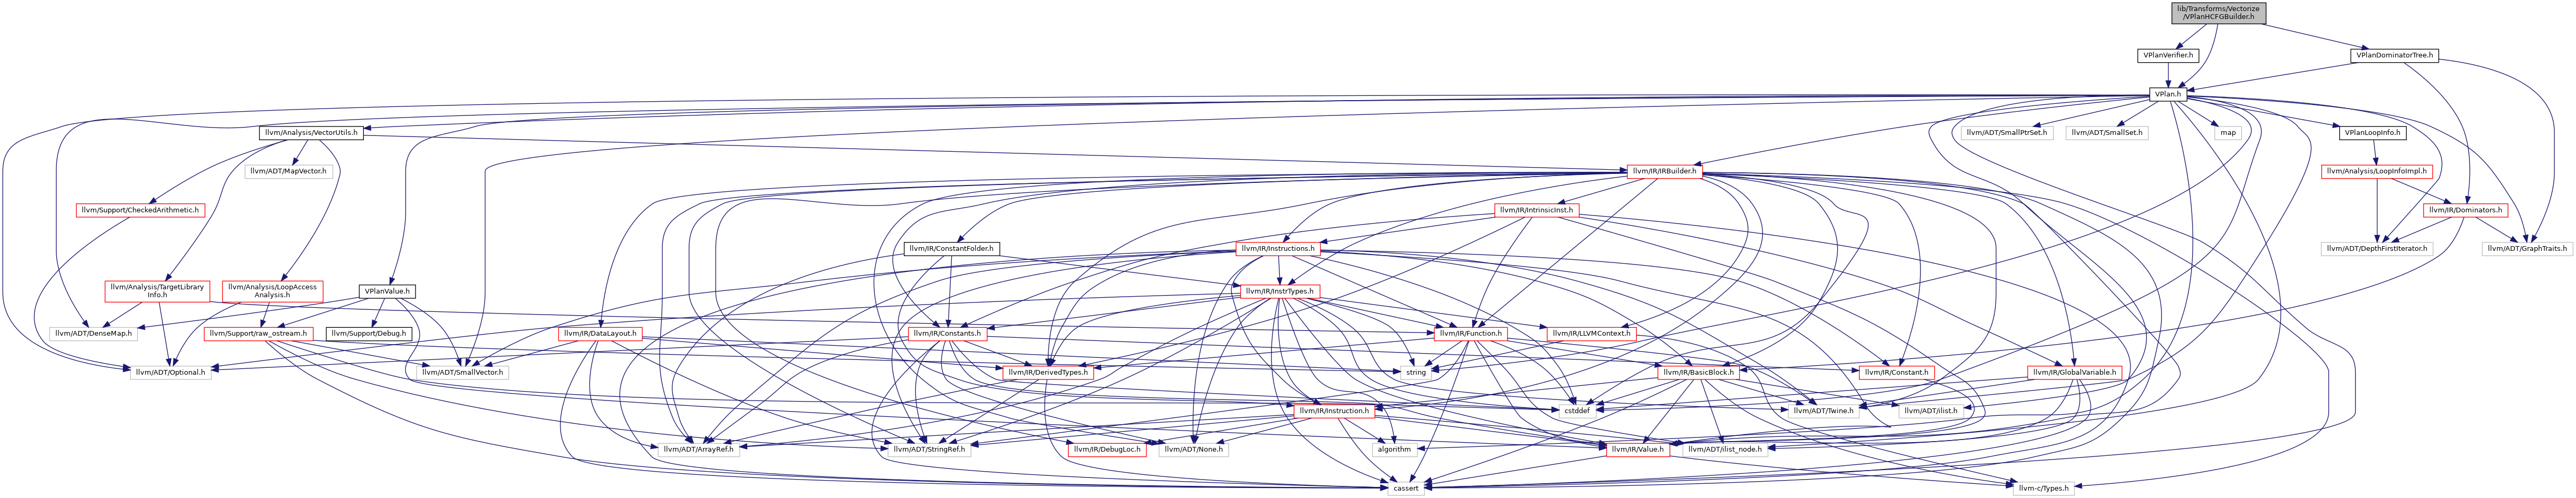 lib/Transforms/Vectorize
/VPlanHCFGBuilder.h
VPlanVerifier.h
VPlanDominatorTree.h
VPlan.h
llvm/Analysis/VectorUtils.h
llvm/ADT/SmallPtrSet.h
llvm/ADT/SmallSet.h
map
VPlanLoopInfo.h
llvm/ADT/MapVector.h
llvm/IR/IRBuilder.h
llvm/Analysis/LoopInfoImpl.h
llvm/Support/CheckedArithmetic.h
llvm/IR/IntrinsicInst.h
llvm/IR/Dominators.h
llvm/IR/ConstantFolder.h
llvm/IR/Instructions.h
llvm/ADT/DepthFirstIterator.h
llvm/ADT/GraphTraits.h
llvm/Analysis/TargetLibrary
Info.h
llvm/Analysis/LoopAccess
Analysis.h
VPlanValue.h
llvm/IR/InstrTypes.h
llvm/ADT/DenseMap.h
llvm/Support/raw_ostream.h
llvm/Support/Debug.h
llvm/IR/DataLayout.h
llvm/IR/Constants.h
llvm/IR/Function.h
llvm/IR/LLVMContext.h
llvm/ADT/Optional.h
llvm/ADT/SmallVector.h
llvm/IR/DerivedTypes.h
string
llvm/IR/BasicBlock.h
llvm/IR/Constant.h
llvm/IR/GlobalVariable.h
llvm/IR/Instruction.h
cstddef
llvm/ADT/Twine.h
llvm/ADT/ilist.h
llvm/ADT/ArrayRef.h
llvm/ADT/StringRef.h
llvm/IR/DebugLoc.h
llvm/ADT/None.h
algorithm
llvm/IR/Value.h
llvm/ADT/ilist_node.h
cassert
llvm-c/Types.h